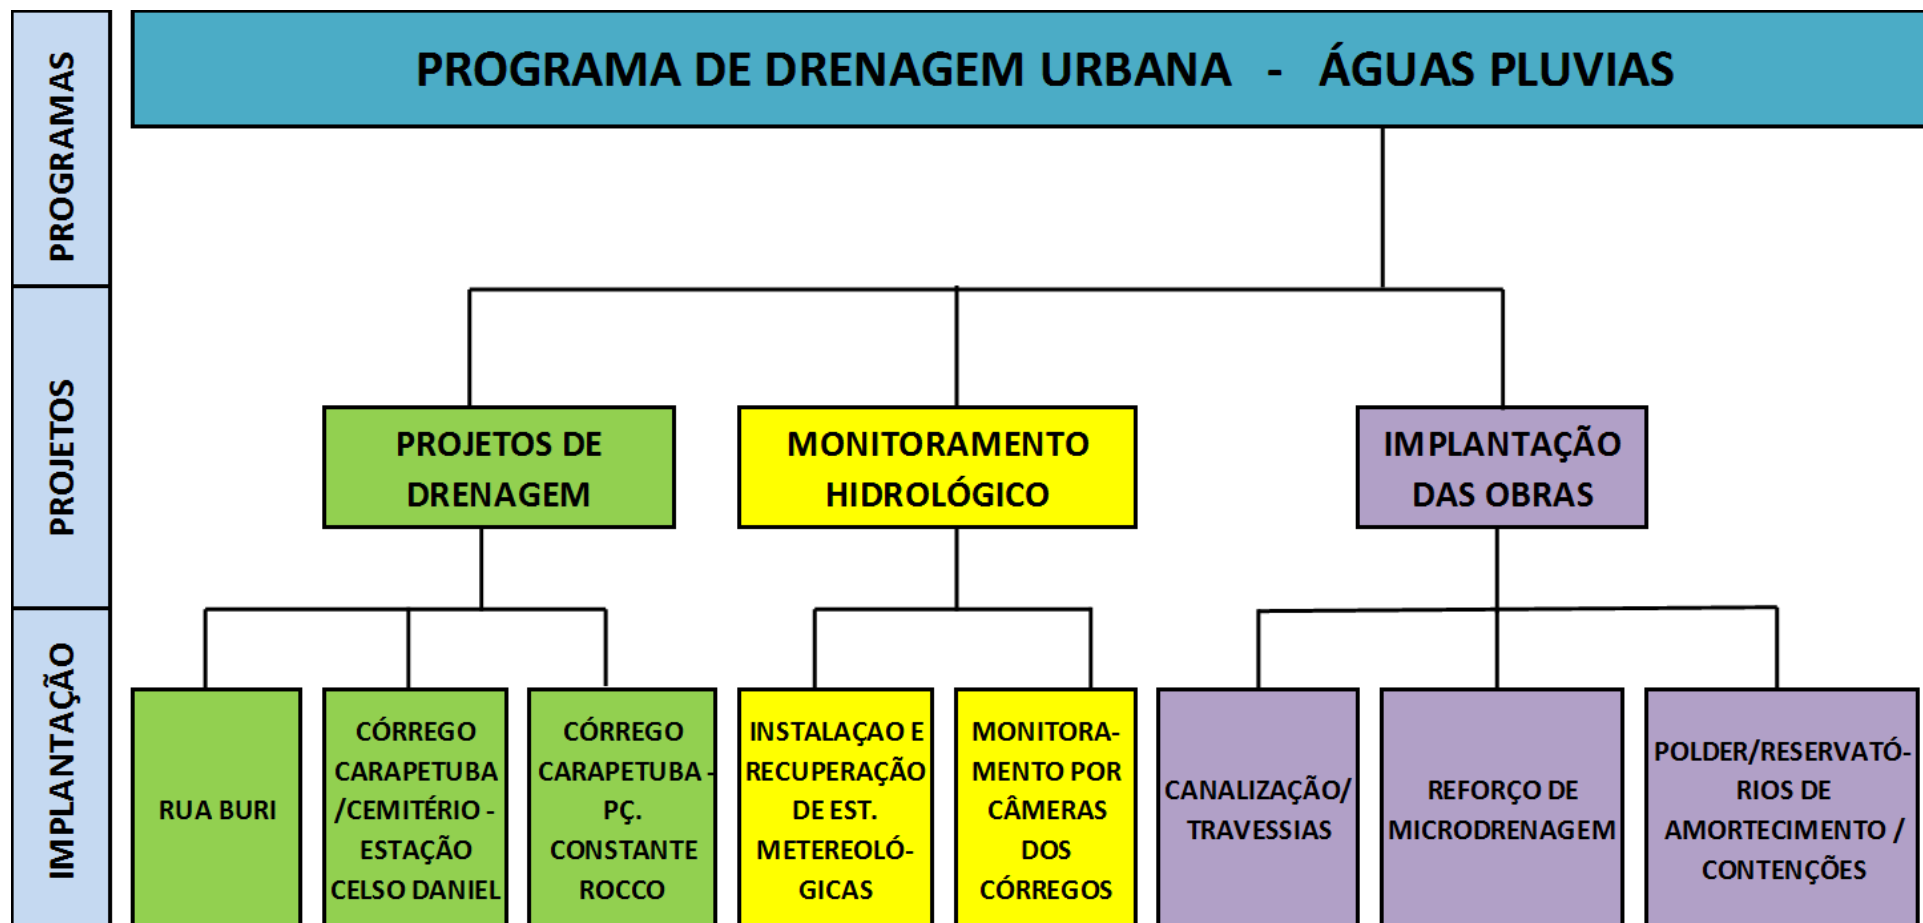 PROGRAMAS
PROGRAMA DE DRENAGEM URBANA - ÁGUAS PLUVIAS
PROJETOS
PROJETOS DE
DRENAGEM
MONITORAMENTO
HIDROLÓGICO
IMPLANTAÇÃO
DAS OBRAS
IMPLANTAÇÃO
RUA BURI
CÓRREGO
CARAPETUBA
/CEMITÉRIO -
ESTAÇÃO
CELSO DANIEL
CÓRREGO
CARAPETUBA -
PÇ.
CONSTANTE
ROCCO
INSTALAÇAO E
RECUPERAÇÃO
DE EST.
METEREOLÓ-
GICAS
MONITORA-
MENTO POR
CÂMERAS
DOS
CÓRREGOS
CANALIZAÇÃO/
TRAVESSIAS
REFORÇO DE
MICRODRENAGEM
POLDER/RESERVATÓ-
RIOS DE
AMORTECIMENTO /
CONTENÇÕES